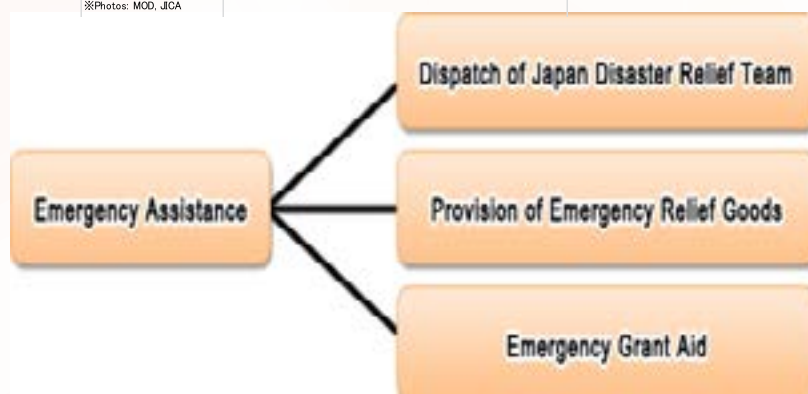 ※Photos: MOD, JICA
Dispatch of Japan Disaster Relief Team
Emergency Assistance
Provision of Emergency Relief Goods
Emergency Grant Aid